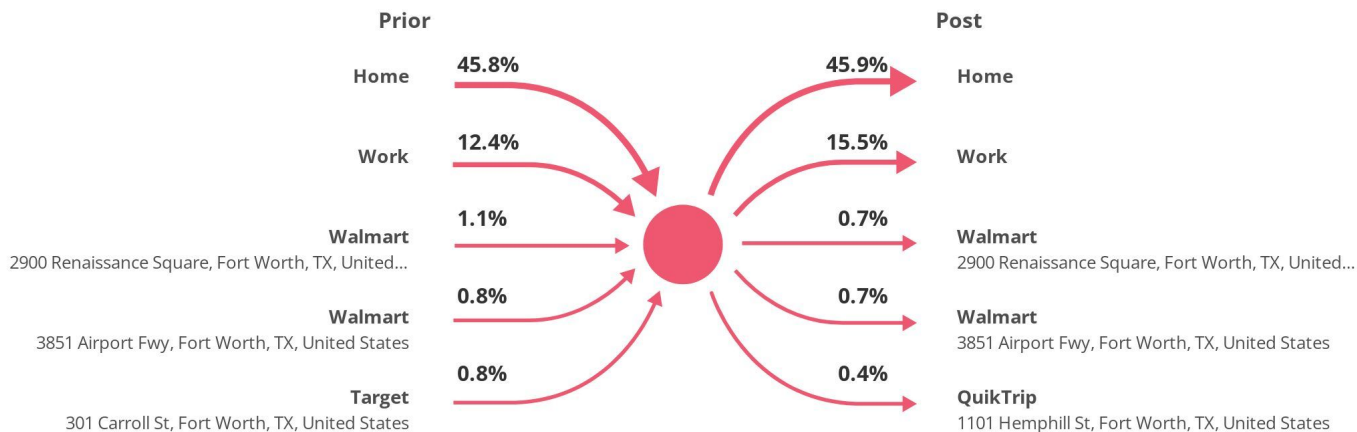 Prior
Post
Home
45.8%
45.9%
Home
Work
12.4%
15.5%
Work
Walmart
2900 Renaissance Square, Fort Worth, TX, United...
1.1%
0.7%
Walmart
2900 Renaissance Square, Fort Worth, TX, United...
Walmart
3851 Airport Fwy, Fort Worth, TX, United States
0.8%
0.7%
Walmart
3851 Airport Fwy, Fort Worth, TX, United States
Target
301 Carroll St, Fort Worth, TX, United States
0.8%
0.4%
QuikTrip
1101 Hemphill St, Fort Worth, TX, United States